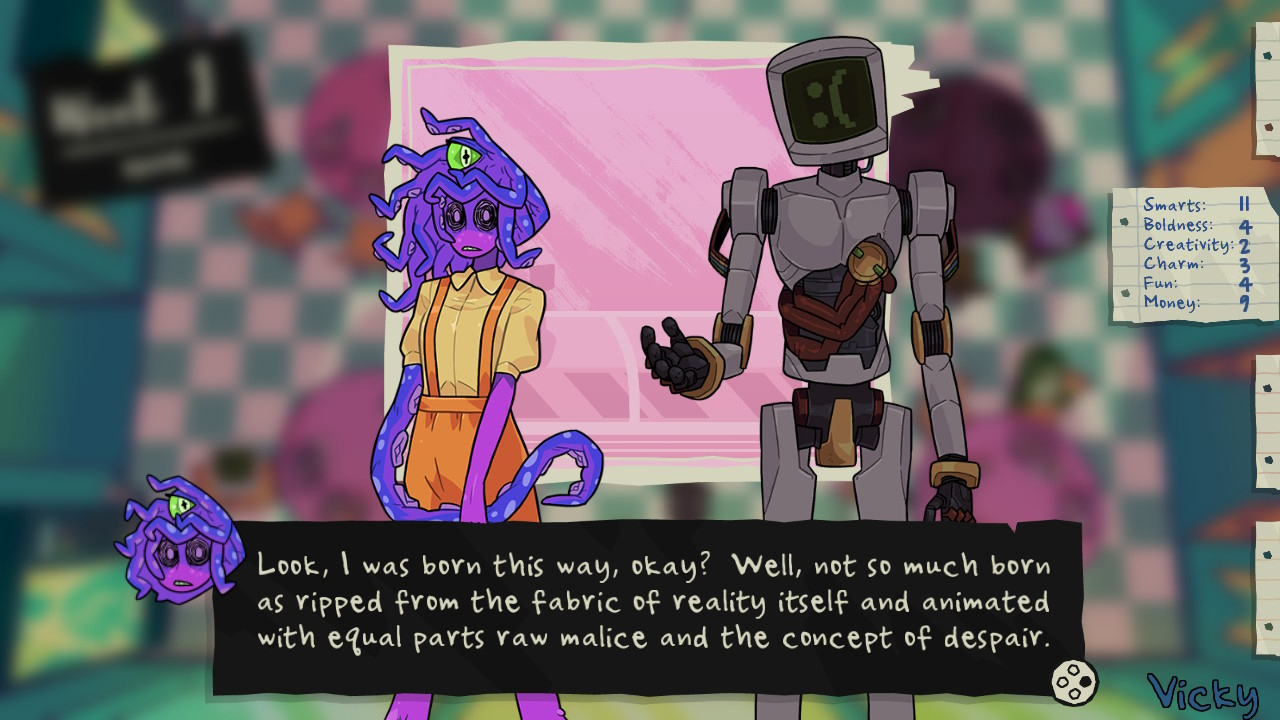 Week 1
:(
Smarts: 11
Boldness: 4
Creativity: 2
Charm: 3
Fun: 4
Money: 9
Look, I was born this way, okay? Well, not so much born
as ripped from the fabric of reality itself and animated
with equal parts raw malice and the concept of despair.
Vicky